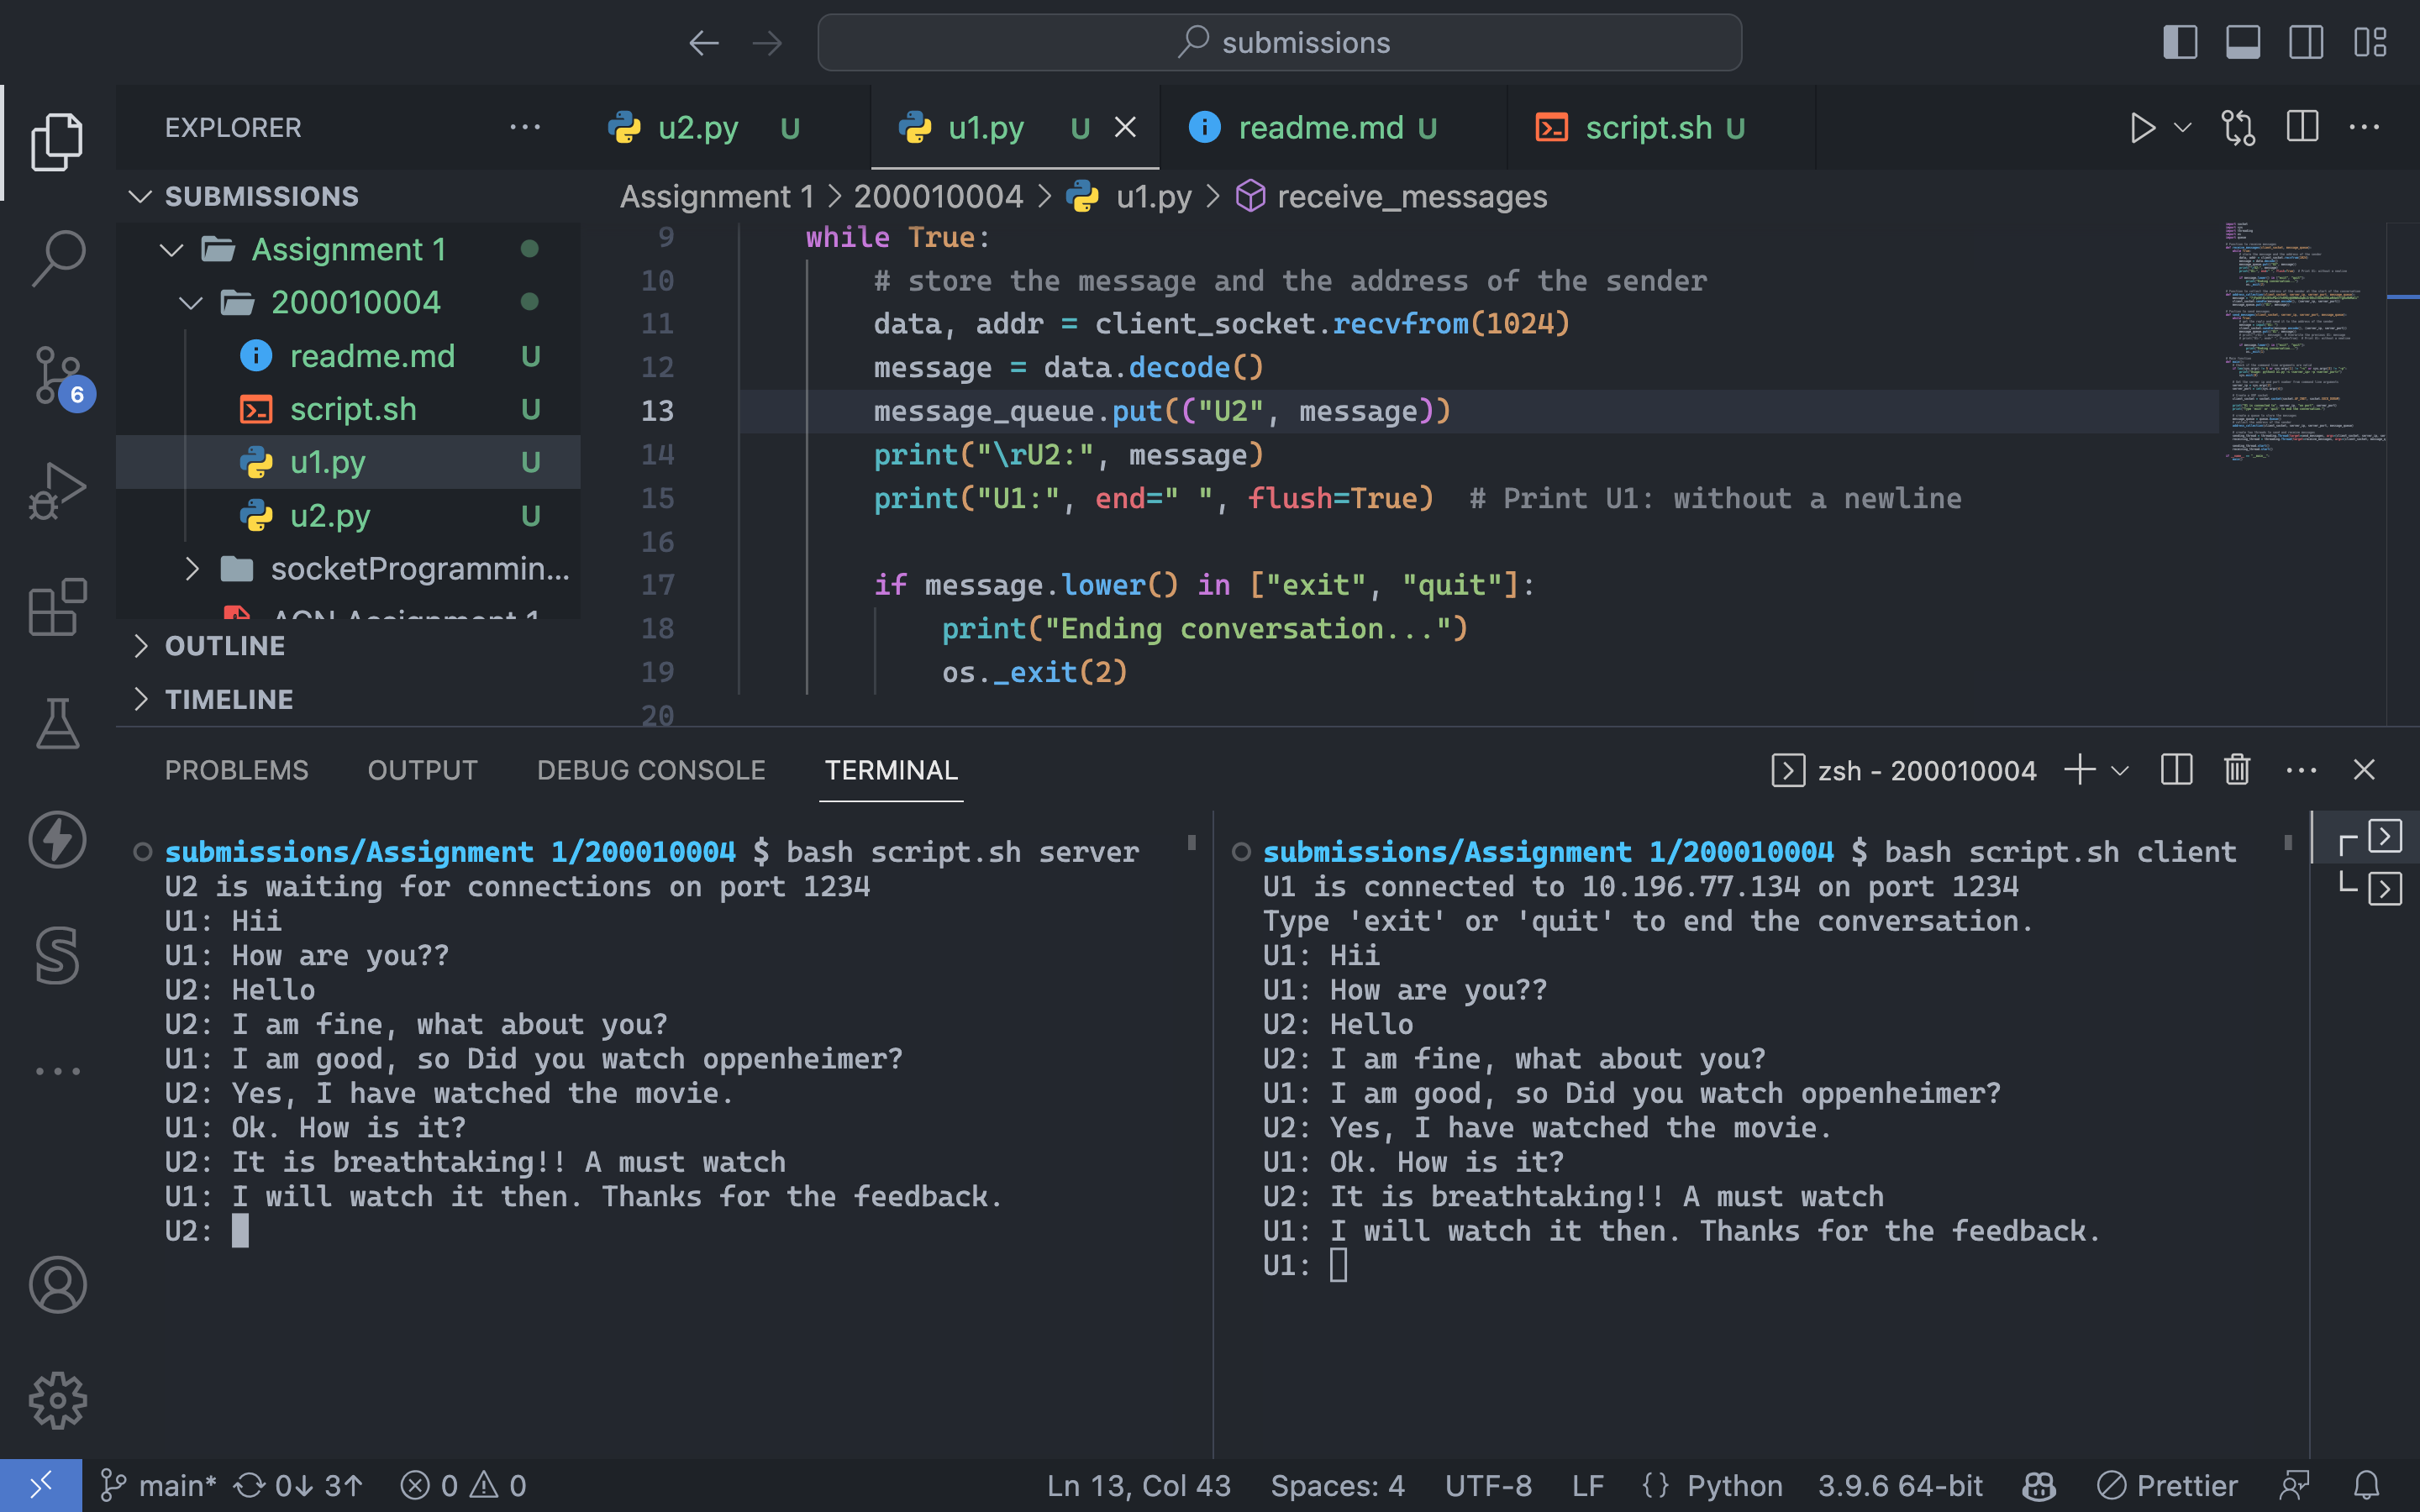 submissions
EXPLORER
u2.py U
u1.py U
readme.md U
script.sh U
SUBMISSIONS
Assignment 1 > 200010004 > u1.py > receive_messages
Assignment 1
200010004
readme.md U
script.sh U
u1.py U
u2.py U
socketProgrammin...
OUTLINE
TIMELINE
6
9 while True:
10 # store the message and the address of the sender
11 data, addr = client_socket.recvfrom(1024)
12 message = data.decode()
13 message_queue.put(("U2", message))
14 print("\rU2:", message)
15 print("U1:", end=" ", flush=True)  # Print U1: without a newline
16
17 if message.lower() in ["exit", "quit"]:
18 print("Ending conversation...")
19 os._exit(2)
20
PROBLEMS OUTPUT DEBUG CONSOLE TERMINAL
zsh - 200010004
submissions/Assignment 1/200010004 $ bash script.sh server
U2 is waiting for connections on port 1234
U1: Hii
U1: How are you??
U2: Hello
U2: I am fine, what about you?
U1: I am good, so Did you watch oppenheimer?
U2: Yes, I have watched the movie.
U1: Ok. How is it?
U2: It is breathtaking!! A must watch
U1: I will watch it then. Thanks for the feedback.
U2:
submissions/Assignment 1/200010004 $ bash script.sh client
U1 is connected to 10.196.77.134 on port 1234
Type 'exit' or 'quit' to end the conversation.
U1: Hii
U1: How are you??
U2: Hello
U2: I am fine, what about you?
U1: I am good, so Did you watch oppenheimer?
U2: Yes, I have watched the movie.
U1: Ok. How is it?
U2: It is breathtaking!! A must watch
U1: I will watch it then. Thanks for the feedback.
U1:
main* 0↓ 3↑ 0 0
Ln 13, Col 43 Spaces: 4 UTF-8 LF {} Python 3.9.6 64-bit Prettier